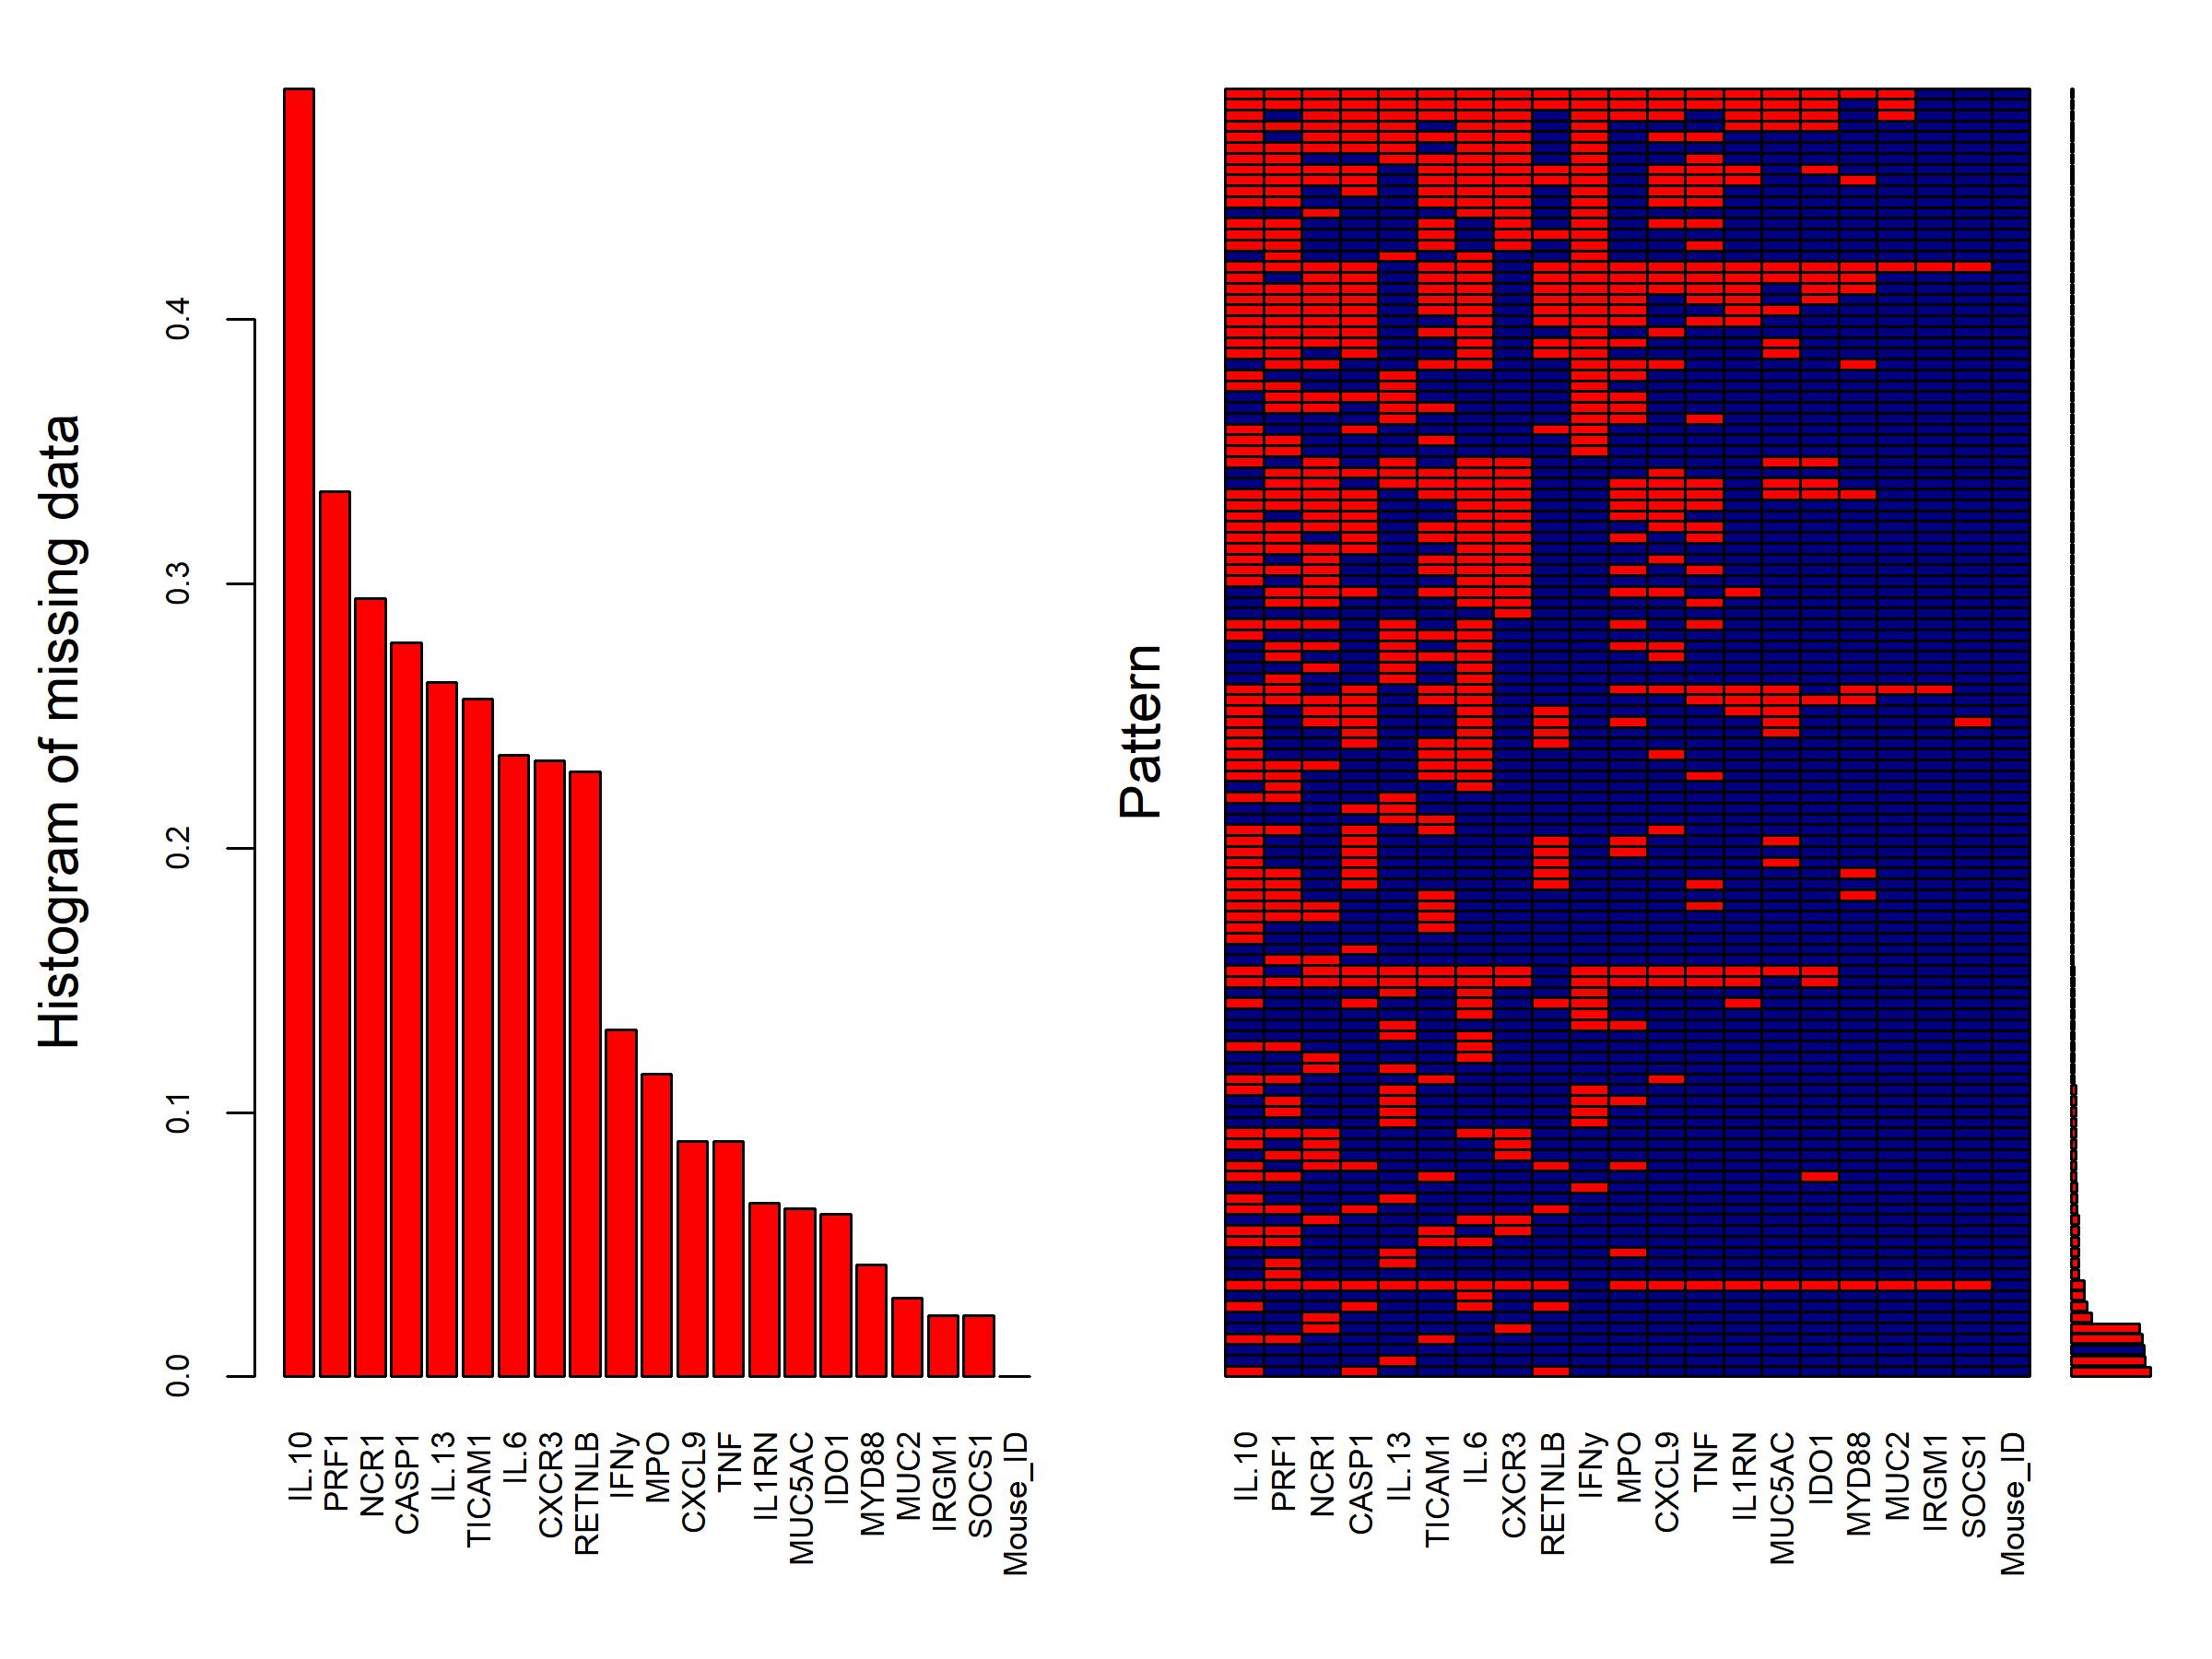 Histogram of missing data
0.4
0.3
0.2
0.1
0.0
IL.10
PRF1
NCR1
CASP1
IL.13
TICAM1
IL.6
CXCR3
RETNLB
IFNy
MPO
CXCL9
TNF
IL1RN
MUC5AC
IDO1
MYD88
MUC2
IRGM1
SOCS1
Mouse_ID
Pattern
IL.10
PRF1
NCR1
CASP1
IL.13
TICAM1
IL.6
CXCR3
RETNLB
IFNy
MPO
CXCL9
TNF
IL1RN
MUC5AC
IDO1
MYD88
MUC2
IRGM1
SOCS1
Mouse_ID